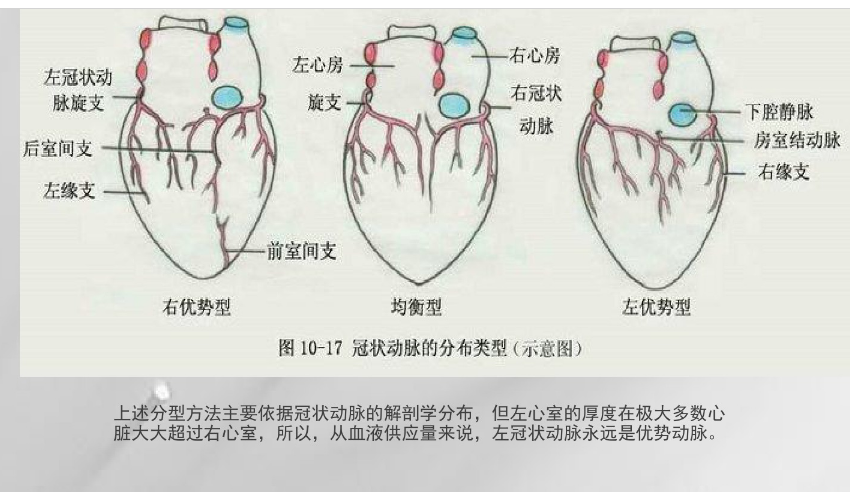 左冠状动
脉旋支
后室间支
左缘支
前室间支
右优势型
左心房
旋支
右心房
右冠状
动脉
均衡型
下腔静脉
房室结动脉
右缘支
左优势型
图 10-17 冠状动脉的分布类型(示意图)
上述分型方法主要依据冠状动脉的解剖学分布，但左心室的厚度在极大多数心
脏大大超过右心室，所以，从血液供应量来说，左冠状动脉永远是优势动脉。